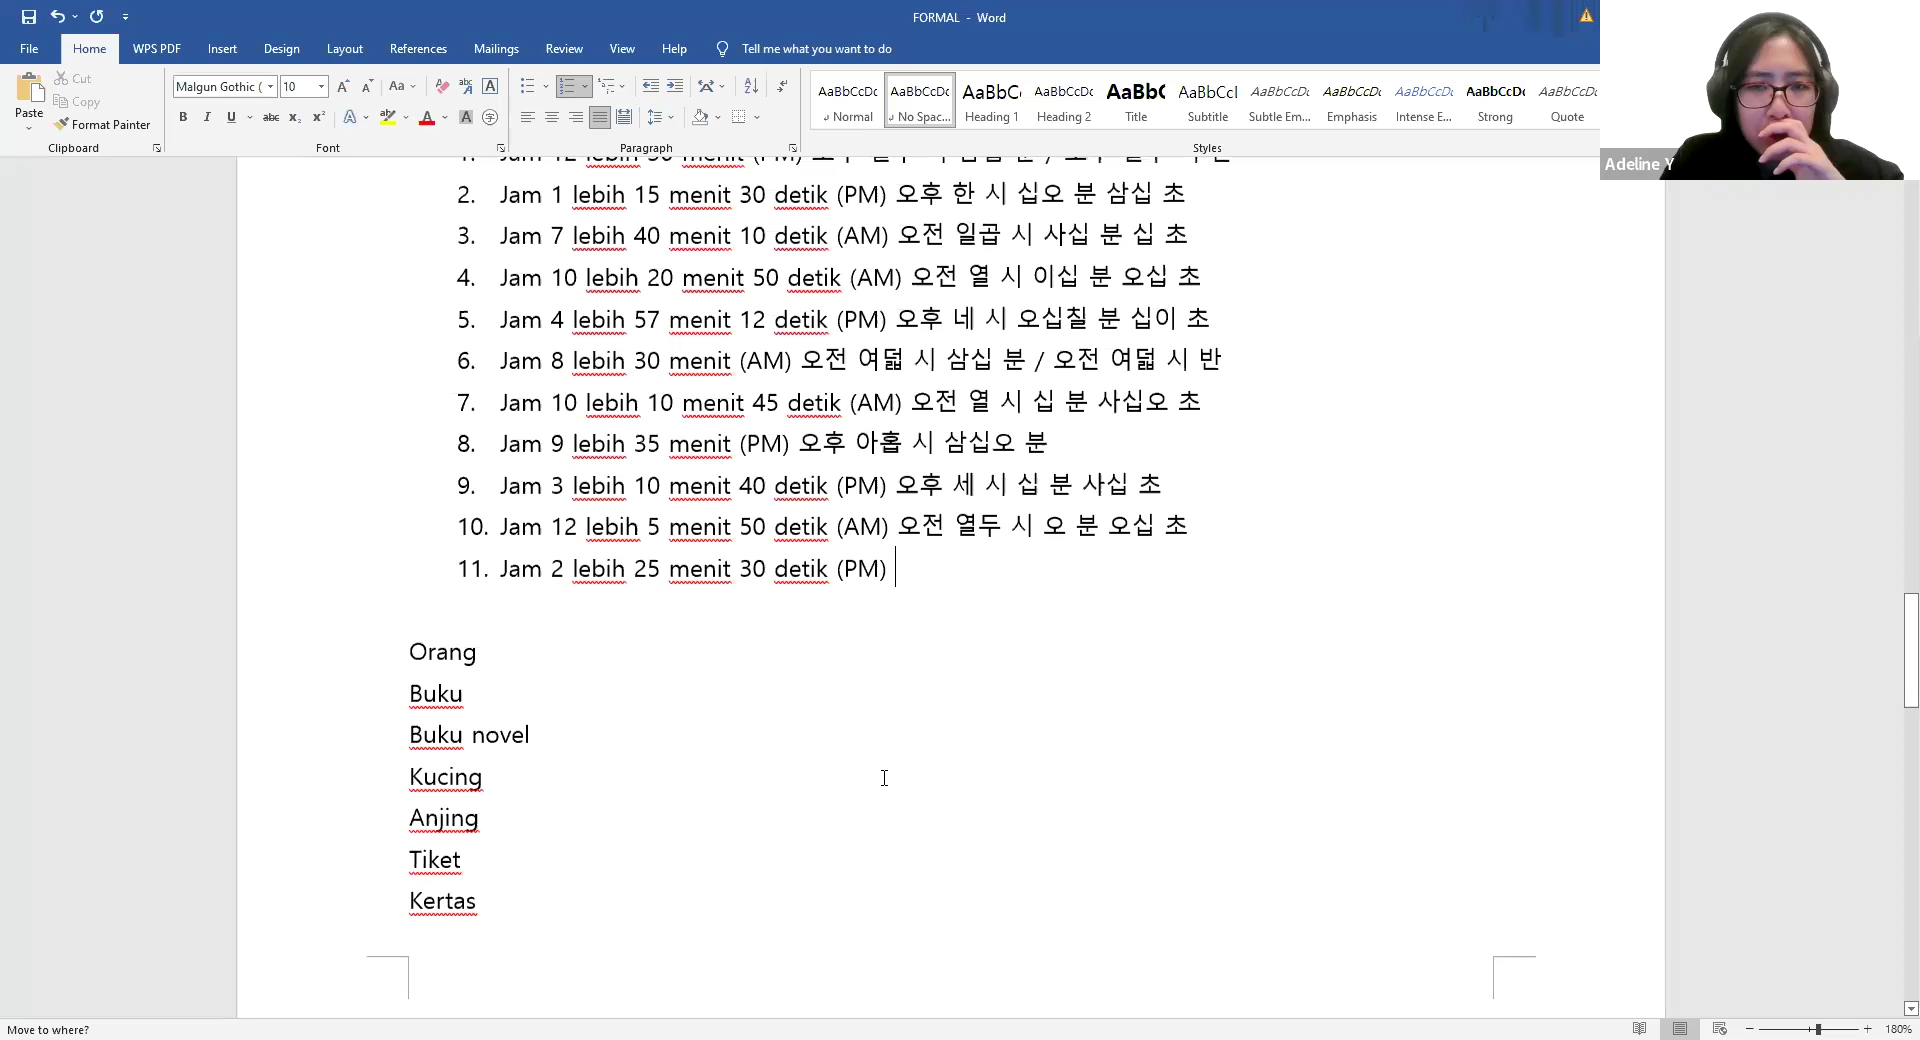 FORMAL - Word
File Home WPS PDF Insert Design Layout References Mailings Review View Help Tell me what you want to do
Paste
Cut
Copy
Format Painter
Malgun Gothic ( 10
AaBbCcDc AaBbCcDc AaBbC AaBbCcDc AaBbC AaBbCcI AaBbCcDc AaBbCcDc AaBbCcDc AaBbCcDc AaBbCcDc
Normal No Spac... Heading 1 Heading 2 Title Subtitle Subtle Em... Emphasis Intense E... Strong Quote
Clipboard Font Paragraph Styles
Adeline Y
2. Jam 1 lebih 15 menit 30 detik (PM) 오후 한 시 십오 분 삼십 초
3. Jam 7 lebih 40 menit 10 detik (AM) 오전 일곱 시 사십 분 십 초
4. Jam 10 lebih 20 menit 50 detik (AM) 오전 열 시 이십 분 오십 초
5. Jam 4 lebih 57 menit 12 detik (PM) 오후 네 시 오십칠 분 십이 초
6. Jam 8 lebih 30 menit (AM) 오전 여덟 시 삼십 분 / 오전 여덟 시 반
7. Jam 10 lebih 10 menit 45 detik (AM) 오전 열 시 십 분 사십오 초
8. Jam 9 lebih 35 menit (PM) 오후 아홉 시 삼십오 분
9. Jam 3 lebih 10 menit 40 detik (PM) 오후 세 시 십 분 사십 초
10. Jam 12 lebih 5 menit 50 detik (AM) 오전 열두 시 오 분 오십 초
11. Jam 2 lebih 25 menit 30 detik (PM)
Orang
Buku
Buku novel
Kucing
Anjing
Tiket
Kertas
Move to where?
180%